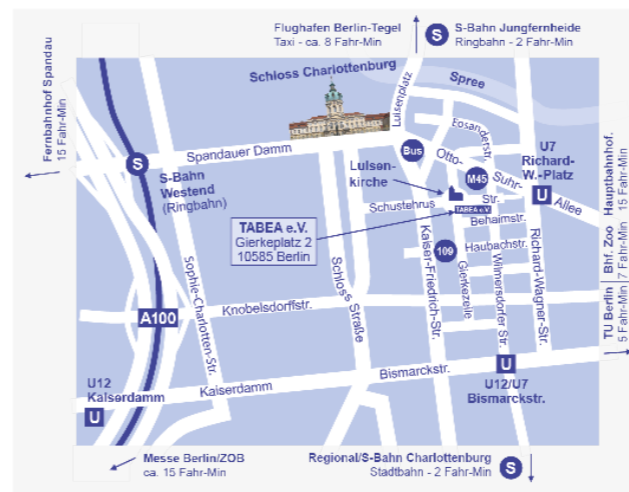 Flughafen Berlin-Tegel
Taxi - ca. 8 Fahr-Min
S
S-Bahn Jungfernheide
Ringbahn - 2 Fahr-Min
Schloss Charlottenburg
Luisenplatz
Spree
Fernbahnhof Spandau
15 Fahr-Min
S
Spandauer Damm
S-Bahn
Westend
(Ringbahn)
Bus
Eosanderstr.
Otto-
Suhr-
Allee
M45
U7
Richard-
W.-Platz
U
Luisen-
kirche
Schustehrus
Str.
TABEA e.V.
Behaimstr.
TABEA e.V.
Gierkeplatz 2
10585 Berlin
109
Haubachstr.
Sophie-Charlotten-Str.
Schloss Straße
Kaiser-Friedrich-Str.
Gierkezeile
Wilmersdorfer Str.
Richard-Wagner-Str.
Hauptbahnhof.
15 Fahr-Min
Bhf. Zoo
7 Fahr-Min
TU Berlin
5 Fahr-Min
Knobelsdorffstr.
A100
U12
Kaiserdamm
U
Kaiserdamm
Bismarckstr.
U
U12/U7
Bismarckstr.
Messe Berlin/ZOB
ca. 15 Fahr-Min
Regional/S-Bahn Charlottenburg
Stadtbahn - 2 Fahr-Min
S